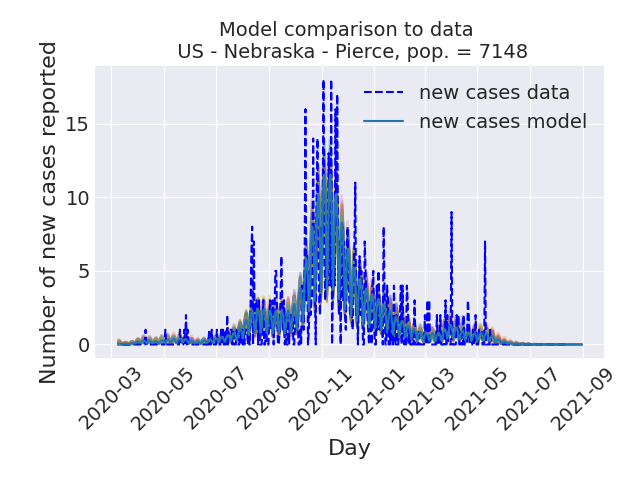 Model comparison to data
US - Nebraska - Pierce, pop. = 7148
Number of new cases reported
15
10
5
0
new cases data
new cases model
2020-03
2020-05
2020-07
2020-09
2020-11
2021-01
2021-03
2021-05
2021-07
2021-09
Day